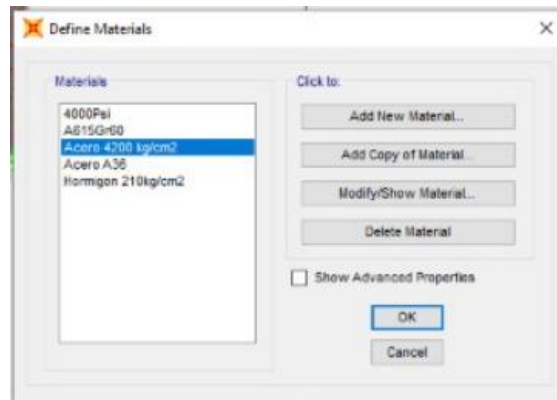 Define Materials
Materials
4000Psi
A615Gr60
Acero 4200 kg/cm2
Acero A36
Hormigon 210kg/cm2
Click to:
Add New Material...
Add Copy of Material...
Modify/Show Material...
Delete Material
Show Advanced Properties
OK
Cancel